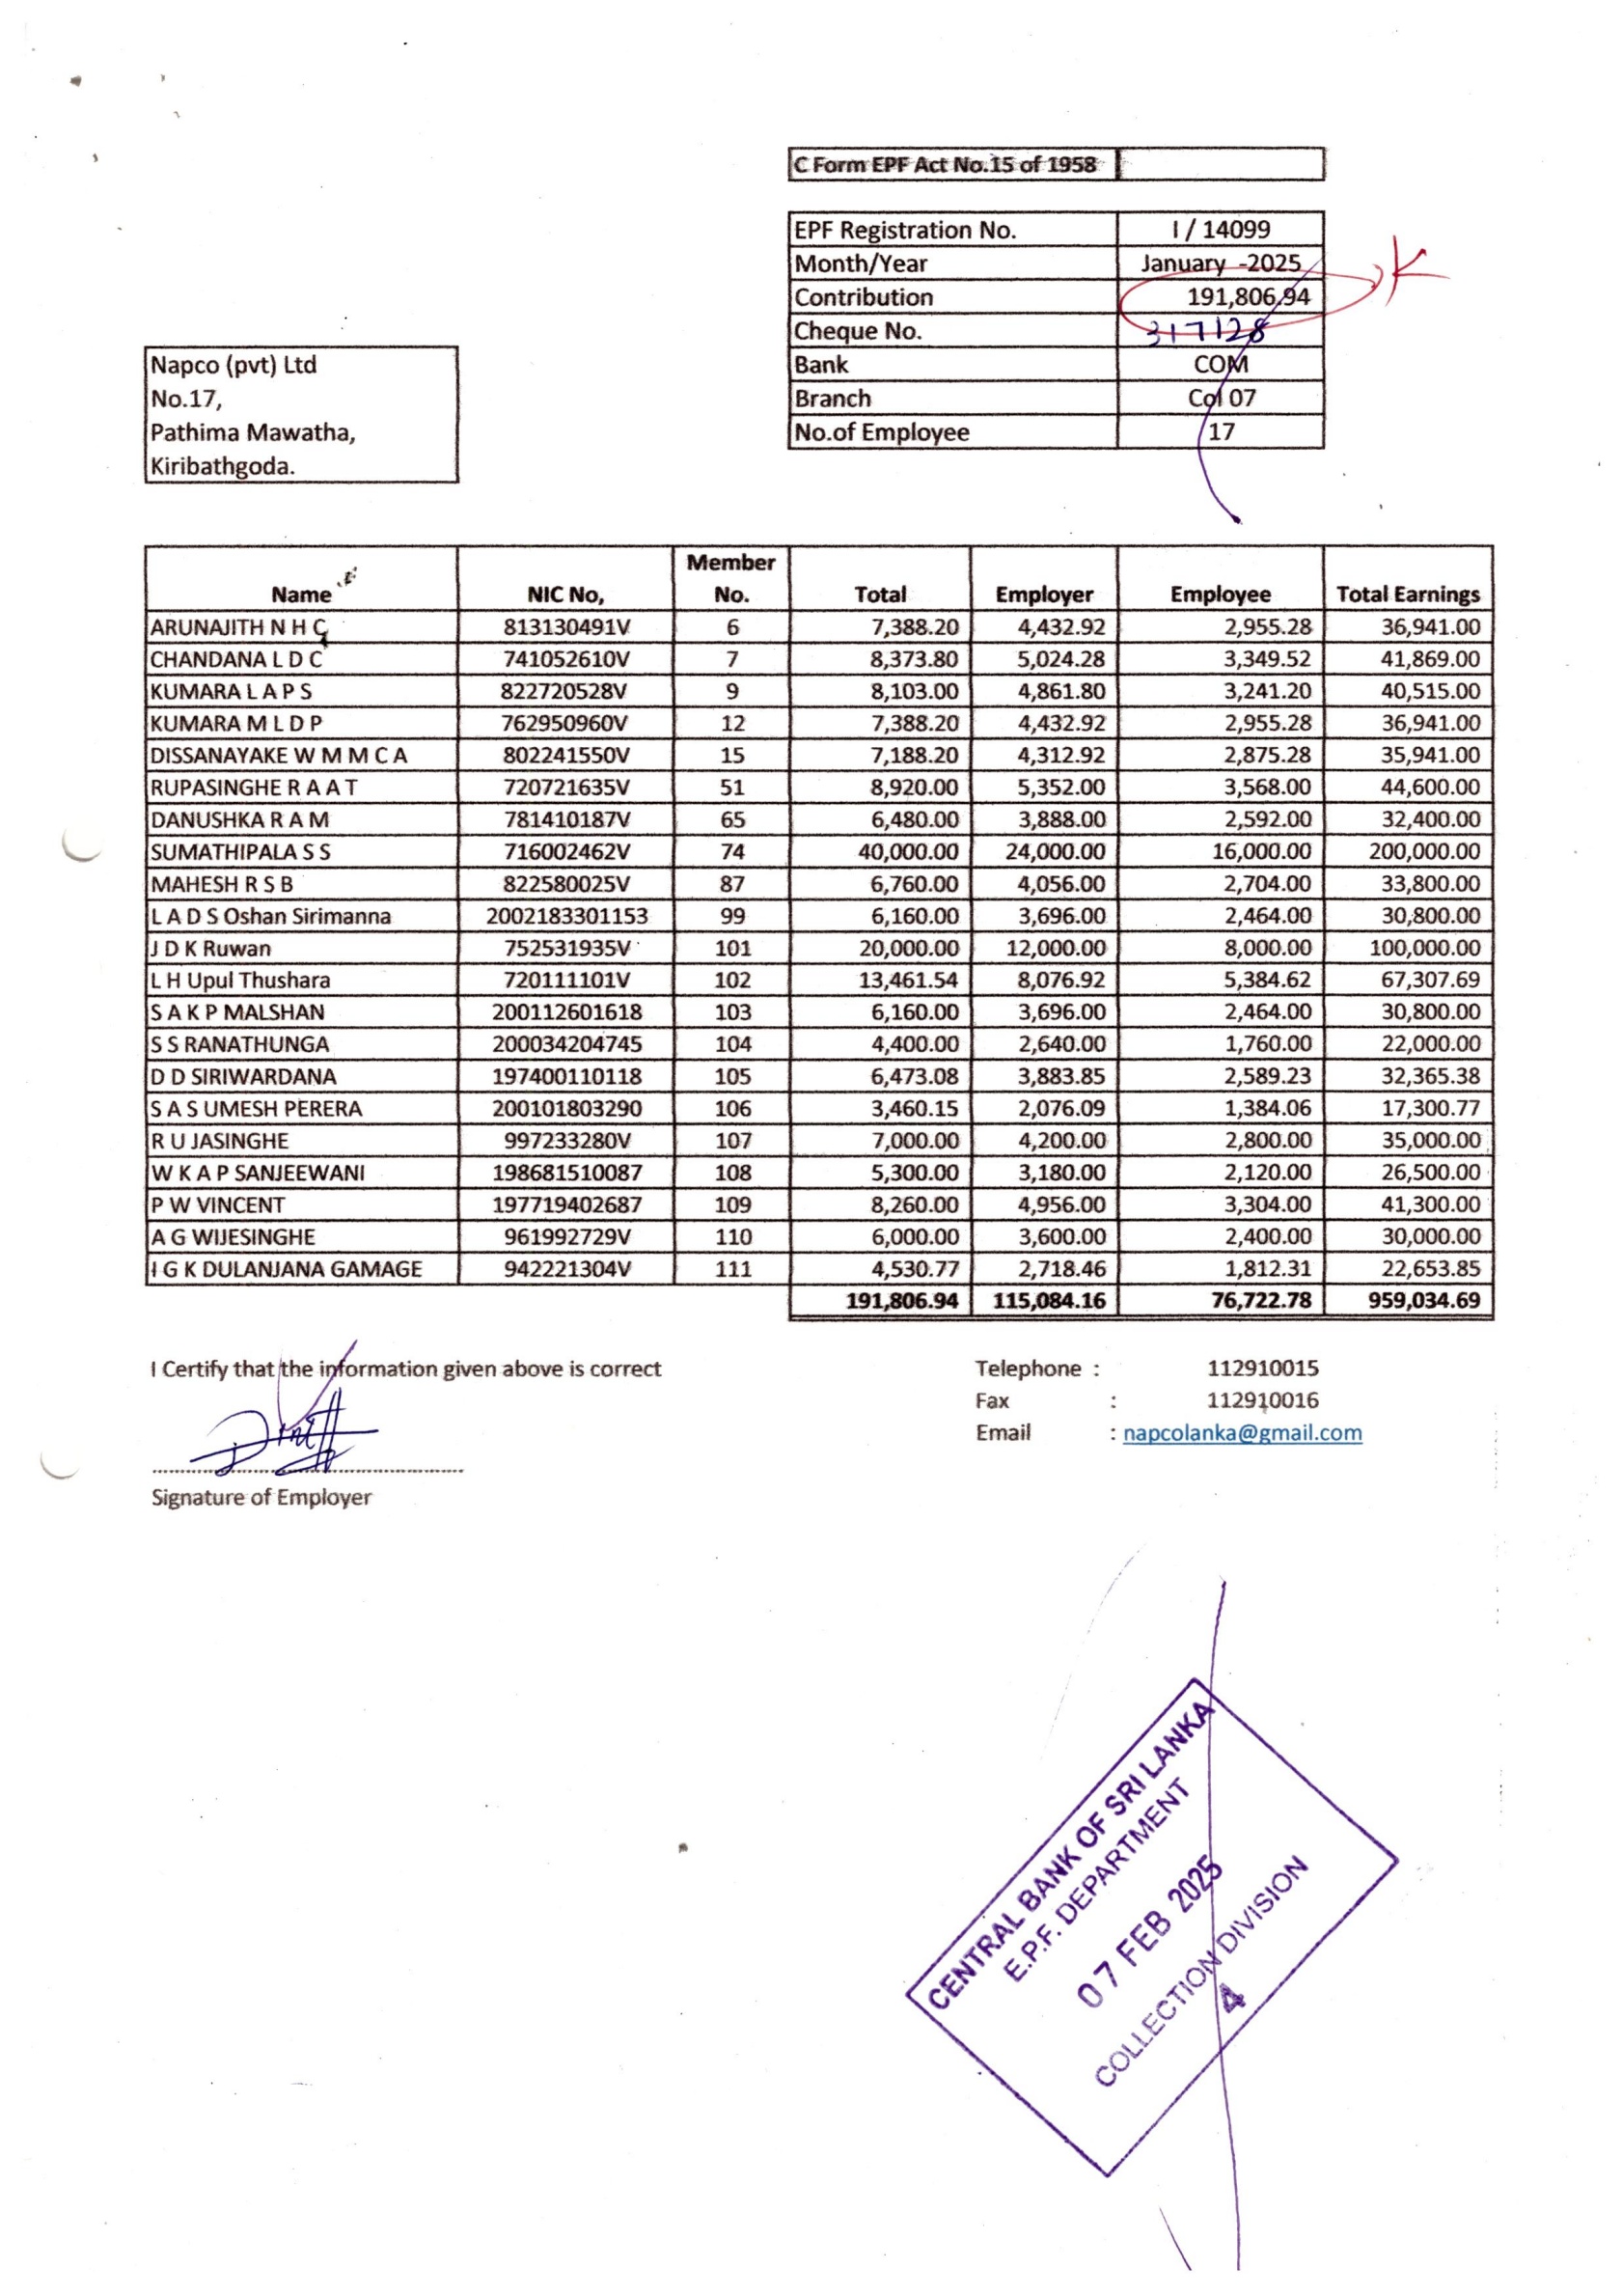 C Form EPF Act No.15 of 1958
EPF Registration No. I / 14099
Month/Year January -2025
Contribution 191,806.94
Cheque No. 317128
Bank COM
Branch Col 07
No.of Employee 17
Napco (pvt) Ltd
No.17,
Pathima Mawatha,
Kiribathgoda.
Name NIC No, Member No. Total Employer Employee Total Earnings
ARUNAJITH N H C 813130491V 6 7,388.20 4,432.92 2,955.28 36,941.00
CHANDANA L D C 741052610V 7 8,373.80 5,024.28 3,349.52 41,869.00
KUMARA L A P S 822720528V 9 8,103.00 4,861.80 3,241.20 40,515.00
KUMARA M L D P 762950960V 12 7,388.20 4,432.92 2,955.28 36,941.00
DISSANAYAKE W M M C A 802241550V 15 7,188.20 4,312.92 2,875.28 35,941.00
RUPASINGHE R A A T 720721635V 51 8,920.00 5,352.00 3,568.00 44,600.00
DANUSHKA R A M 781410187V 65 6,480.00 3,888.00 2,592.00 32,400.00
SUMATHIPALA S S 716002462V 74 40,000.00 24,000.00 16,000.00 200,000.00
MAHESH R S B 822580025V 87 6,760.00 4,056.00 2,704.00 33,800.00
L A D S Oshan Sirimanna 2002183301153 99 6,160.00 3,696.00 2,464.00 30,800.00
J D K Ruwan 752531935V 101 20,000.00 12,000.00 8,000.00 100,000.00
L H Upul Thushara 720111101V 102 13,461.54 8,076.92 5,384.62 67,307.69
S A K P MALSHAN 200112601618 103 6,160.00 3,696.00 2,464.00 30,800.00
S S RANATHUNGA 200034204745 104 4,400.00 2,640.00 1,760.00 22,000.00
D D SIRIWARDANA 197400110118 105 6,473.08 3,883.85 2,589.23 32,365.38
S A S UMESH PERERA 200101803290 106 3,460.15 2,076.09 1,384.06 17,300.77
R U JASINGHE 997233280V 107 7,000.00 4,200.00 2,800.00 35,000.00
W K A P SANJEEWANI 198681510087 108 5,300.00 3,180.00 2,120.00 26,500.00
P W VINCENT 197719402687 109 8,260.00 4,956.00 3,304.00 41,300.00
A G WIJESINGHE 961992729V 110 6,000.00 3,600.00 2,400.00 30,000.00
I G K DULANJANA GAMAGE 942221304V 111 4,530.77 2,718.46 1,812.31 22,653.85
191,806.94 115,084.16 76,722.78 959,034.69
I Certify that the information given above is correct
Telephone : 112910015
Fax : 112910016
Email : napcolanka@gmail.com
Signature of Employer
CENTRAL BANK OF SRI LANKA
E.P.F. DEPARTMENT
07 FEB 2025
COLLECTION DIVISION
4